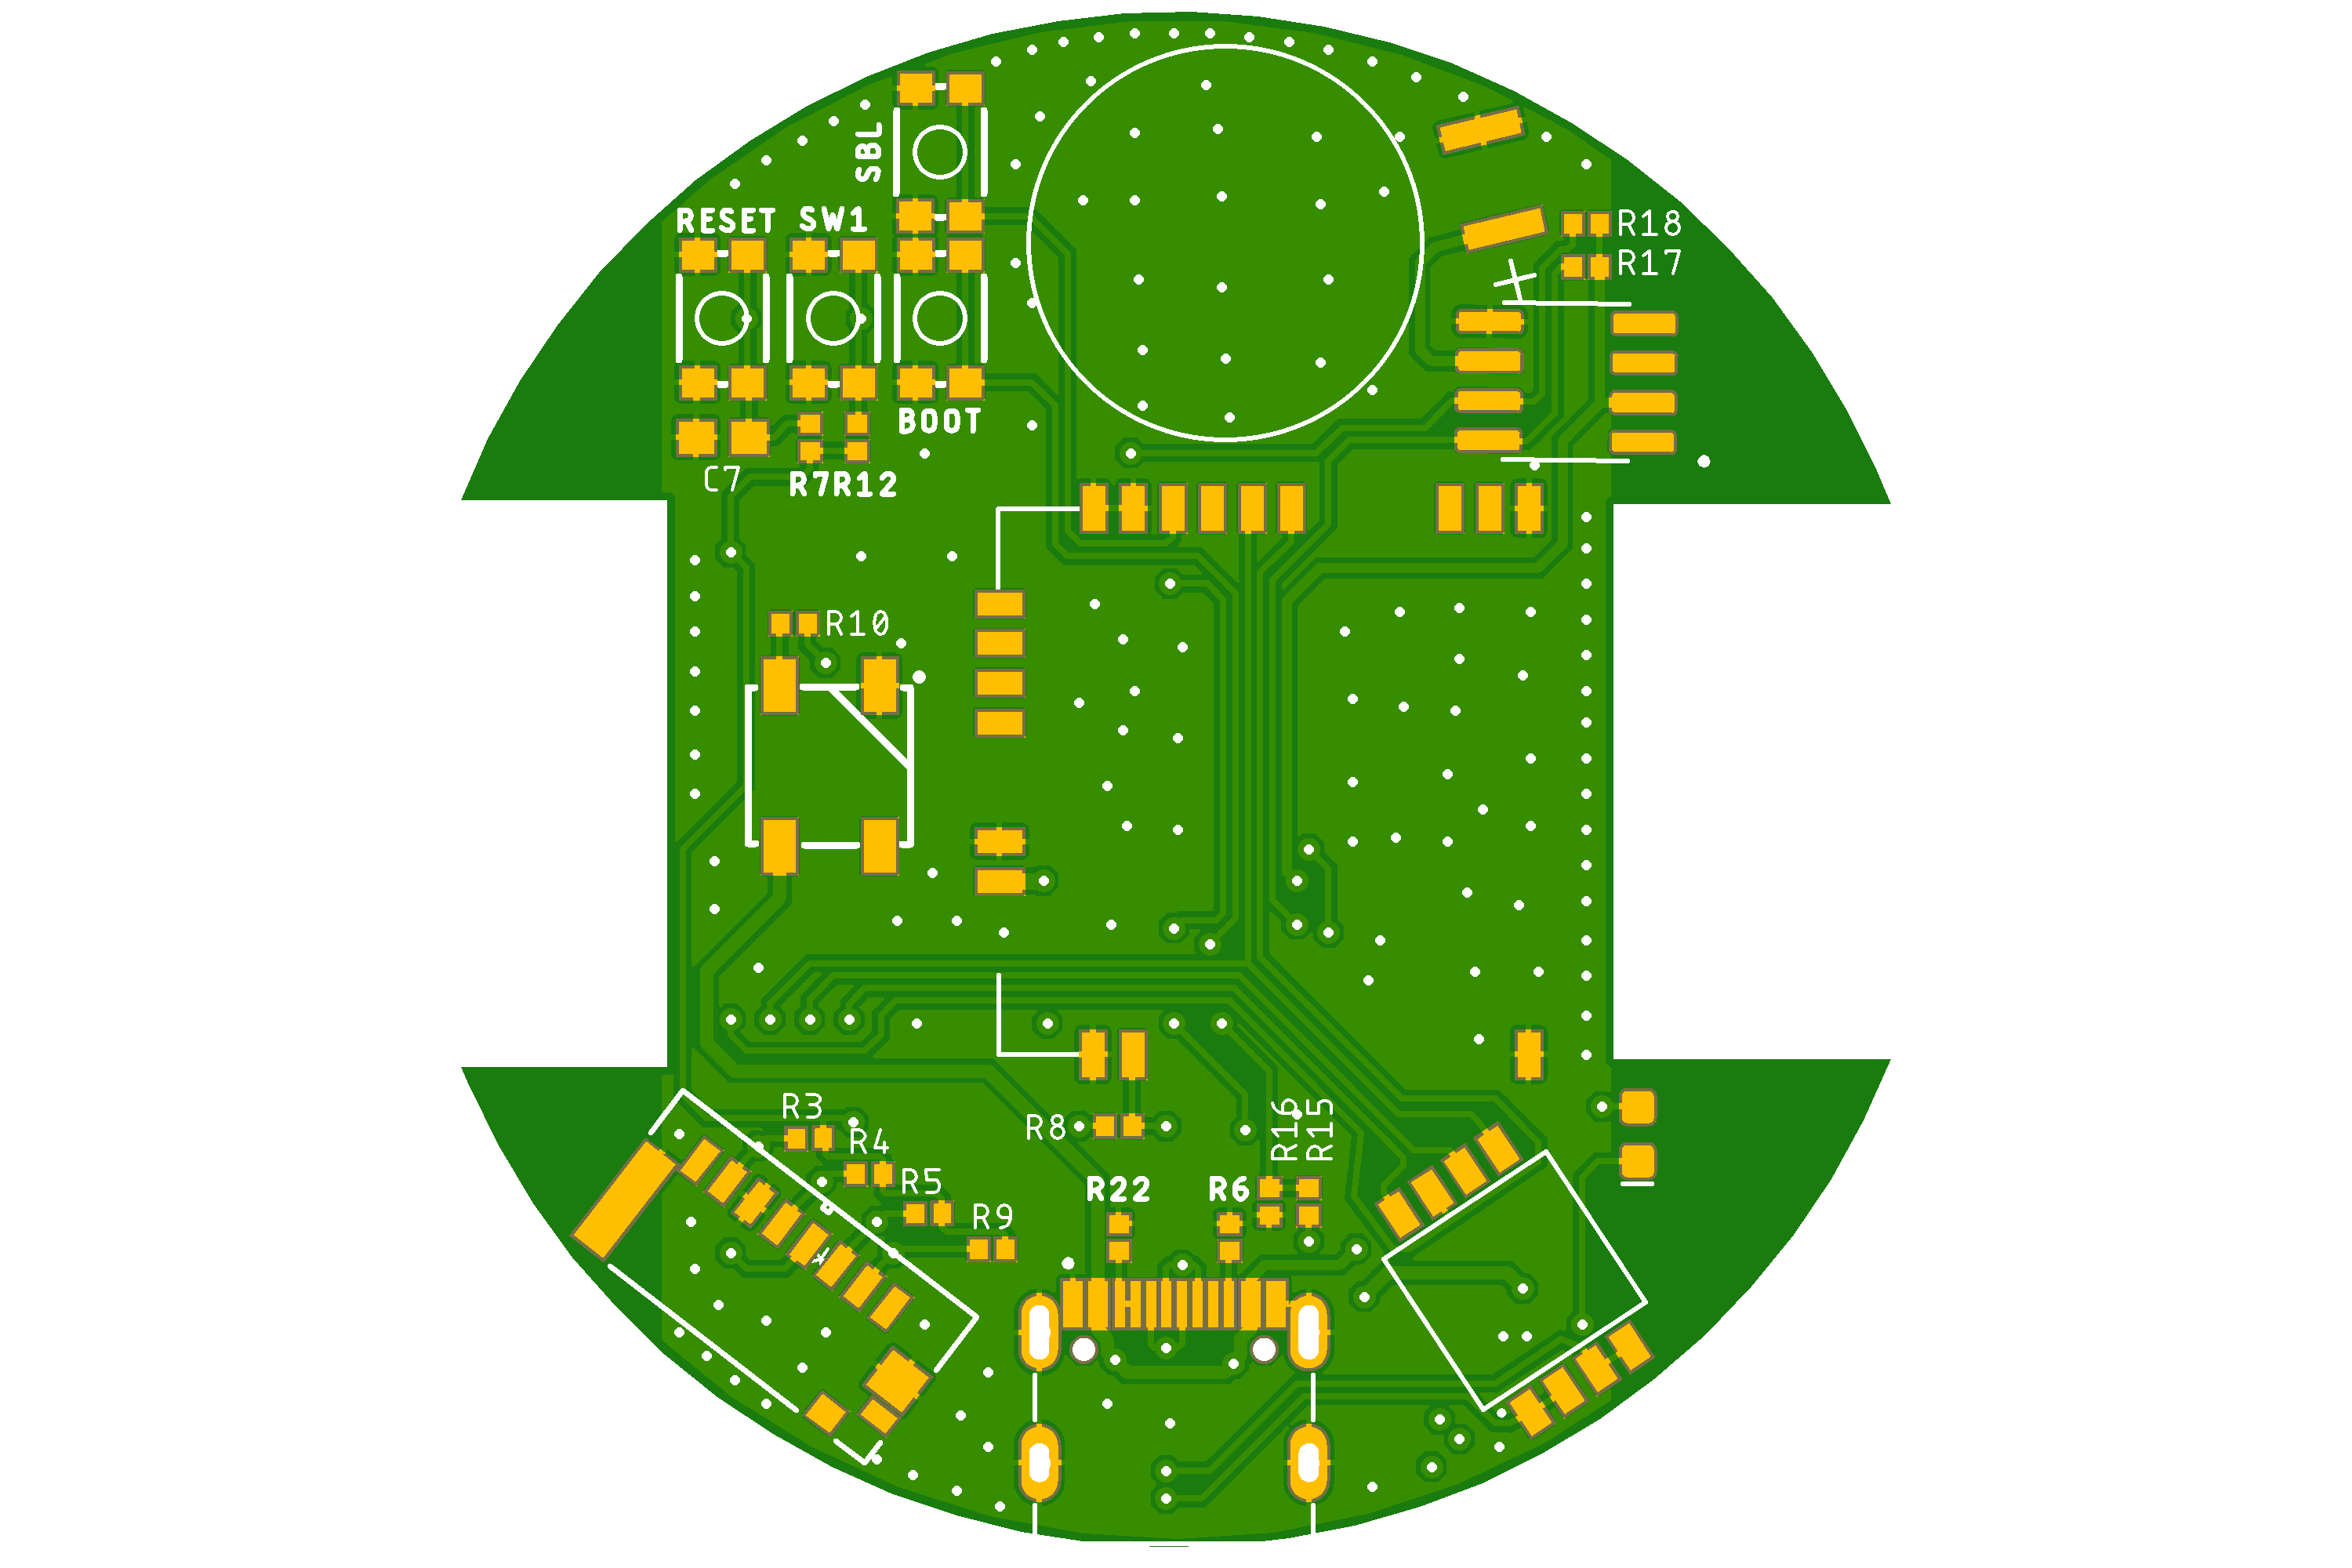 SBL
RESET SW1
R18
R17
BOOT
C7
R7R12
R10
R3
R4
R8
R16
R15
R5
R22
R6
R9